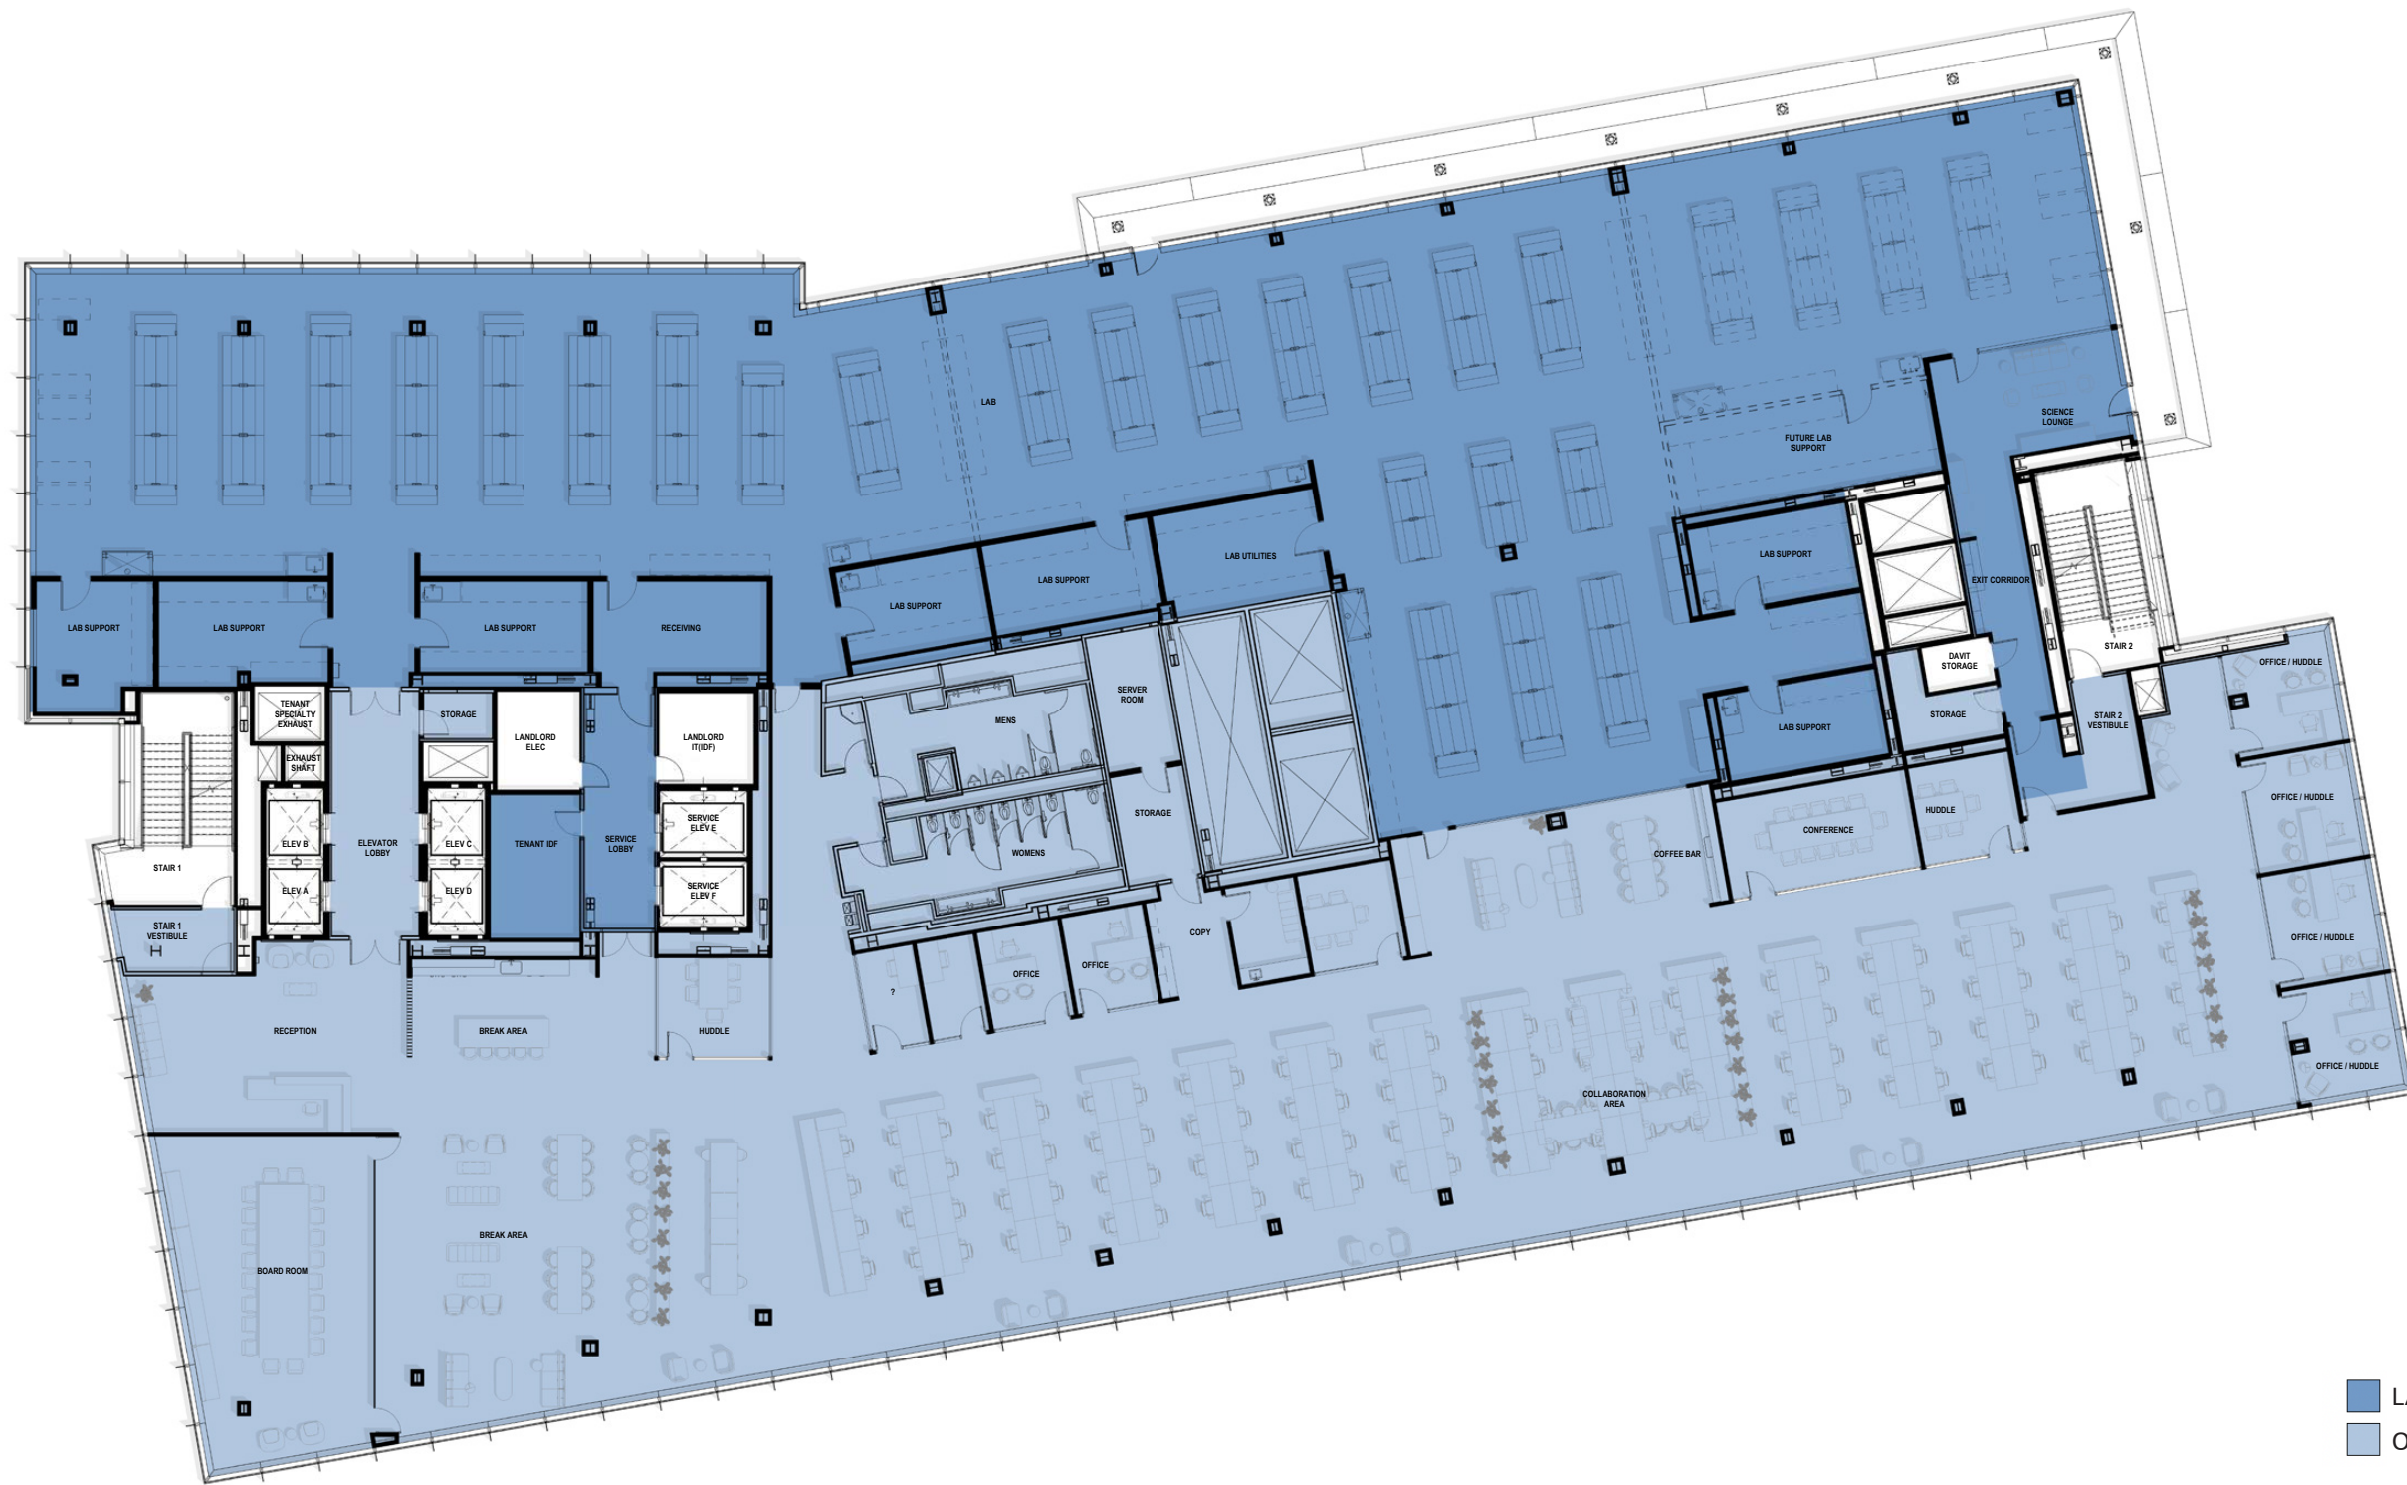 LAB
SCIENCE
LOUNGE
FUTURE LAB
SUPPORT
LAB UTILITIES
LAB SUPPORT
LAB SUPPORT
EXIT CORRIDOR
LAB SUPPORT
LAB SUPPORT
LAB SUPPORT
LAB SUPPORT
RECEIVING
STAIR 2
DAVIT
STORAGE
OFFICE / HUDDLE
SERVER
ROOM
TENANT
SPECIALTY
EXHAUST
STORAGE
MENS
STORAGE
STAIR 2
VESTIBULE
LAB SUPPORT
LANDLORD
ELEC
LANDLORD
IT(IDF)
EXHAUST
SHAFT
OFFICE / HUDDLE
STORAGE
HUDDLE
SERVICE
ELEV E
CONFERENCE
ELEV B
ELEVATOR
LOBBY
ELEV C
TENANT IDF
SERVICE
LOBBY
WOMENS
COFFEE BAR
STAIR 1
ELEV A
ELEV D
SERVICE
ELEV F
STAIR 1
VESTIBULE
COPY
OFFICE / HUDDLE
OFFICE
OFFICE
?
RECEPTION
BREAK AREA
HUDDLE
OFFICE / HUDDLE
COLLABORATION
AREA
BREAK AREA
BOARD ROOM